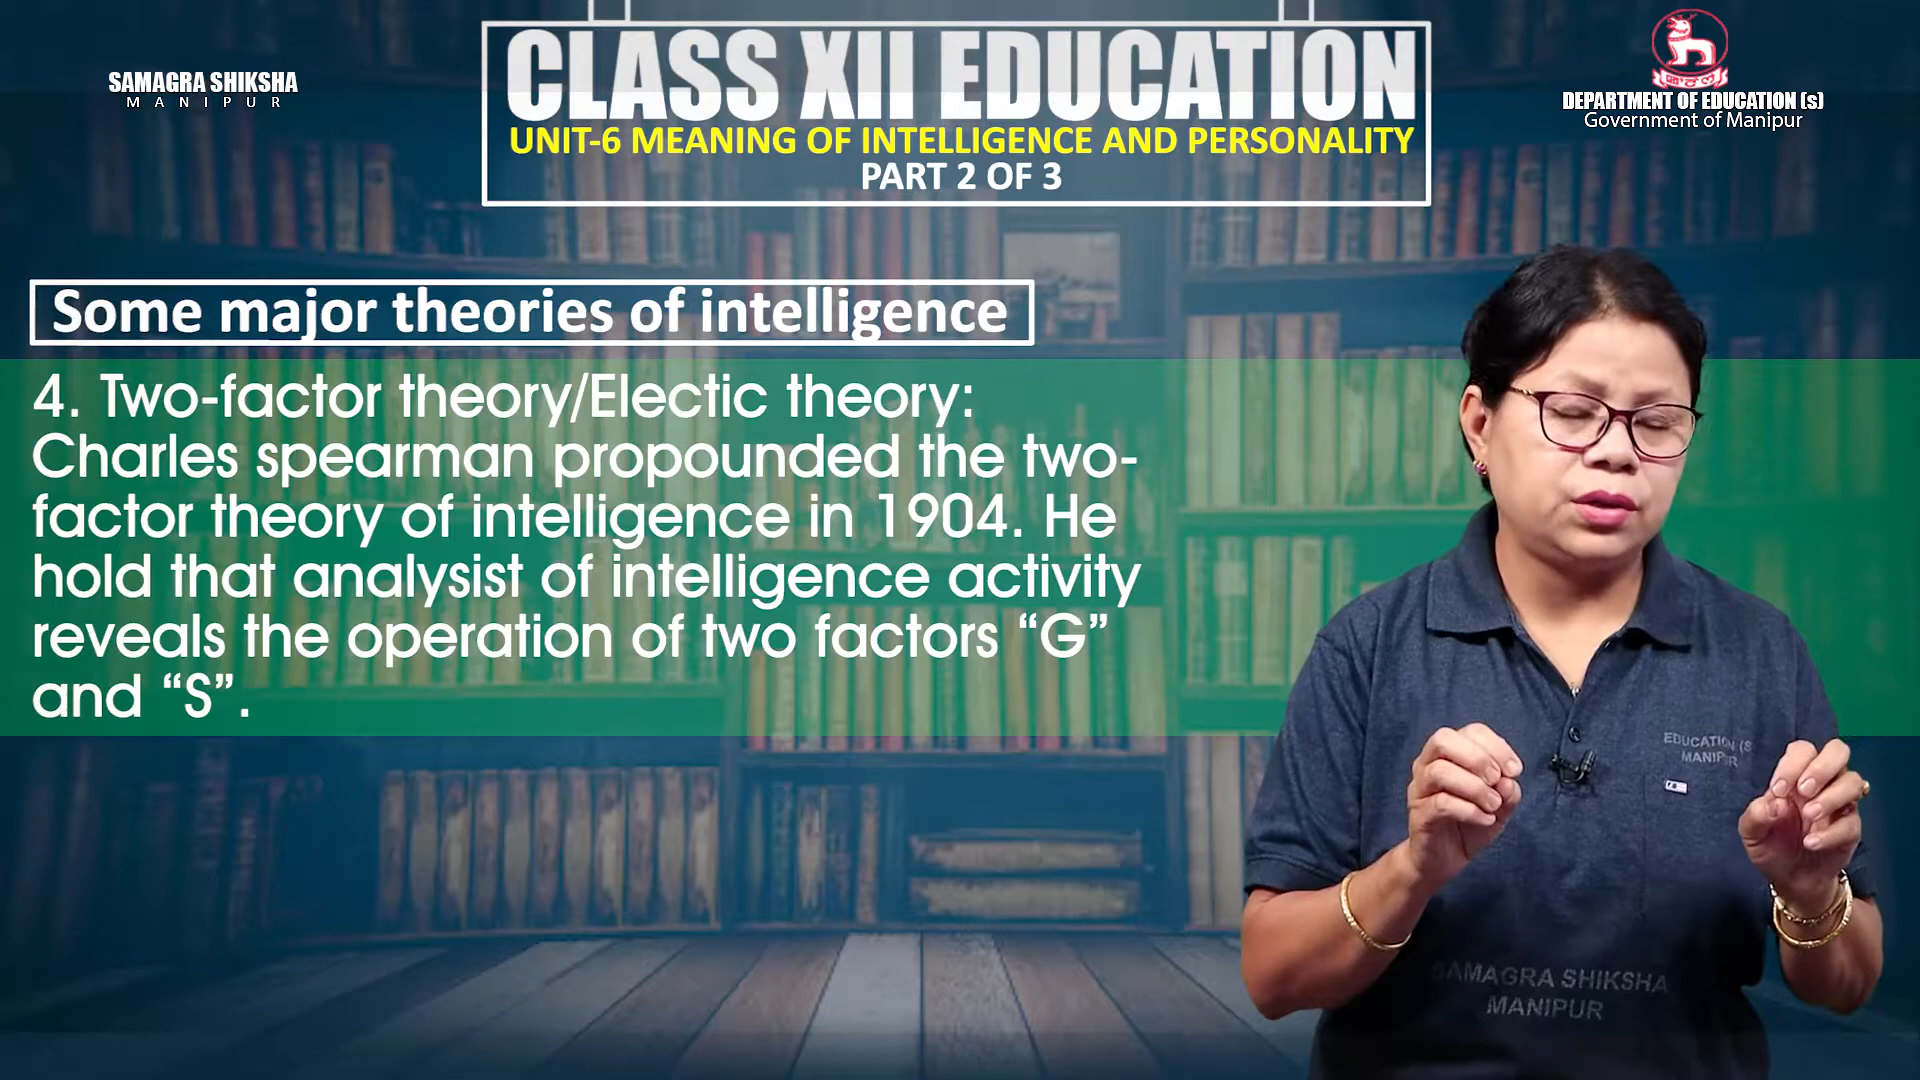 SAMAGRA SHIKSHA
MANIPUR
CLASS XII EDUCATION
UNIT-6 MEANING OF INTELLIGENCE AND PERSONALITY
PART 2 OF 3
DEPARTMENT OF EDUCATION (s)
Government of Manipur
Some major theories of intelligence
4. Two-factor theory/Electic theory:
Charles spearman propounded the two-
factor theory of intelligence in 1904. He
hold that analysist of intelligence activity
reveals the operation of two factors “G”
and “S”.
EDUCATION (S
MANIPUR
SAMAGRA SHIKSHA
MANIPUR